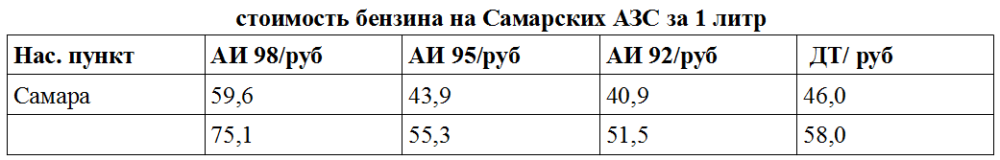 стоимость бензина на Самарских АЗС за 1 литр
Нас. пункт АИ 98/руб АИ 95/руб АИ 92/руб ДТ/ руб
Самара 59,6 43,9 40,9 46,0
75,1 55,3 51,5 58,0